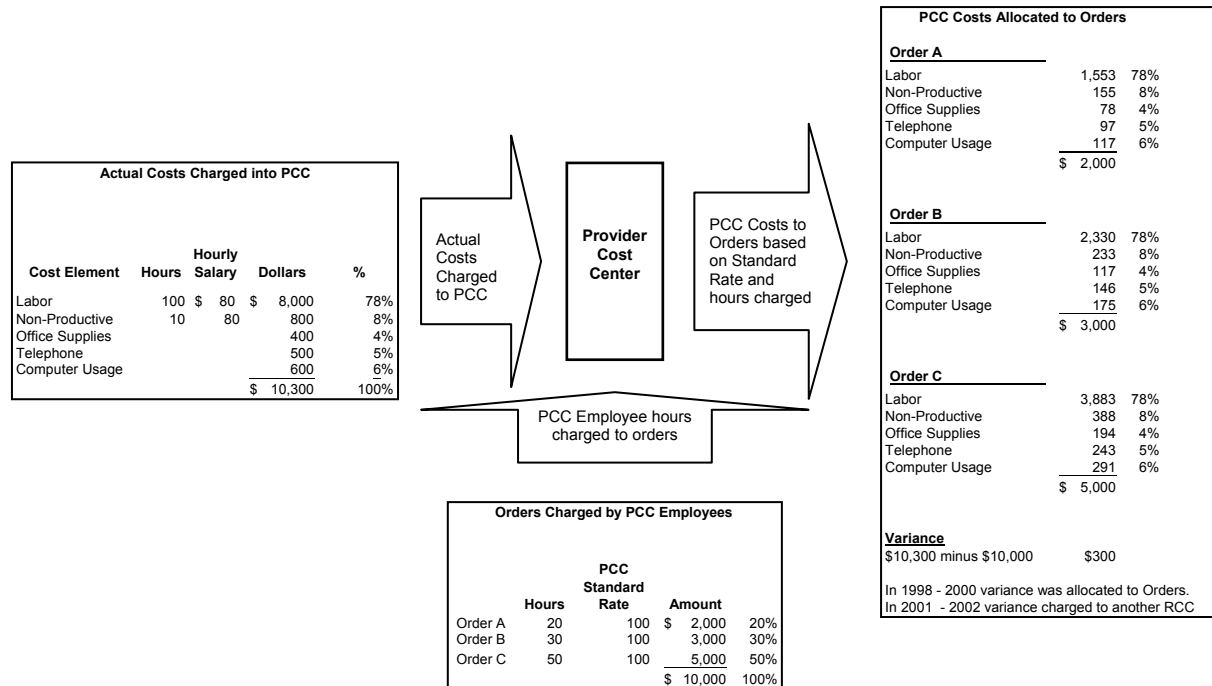 Actual Costs Charged into PCC
Hourly
Cost Element Hours Salary Dollars %
Labor 100 $ 80 $ 8,000 78%
Non-Productive 10 80 800 8%
Office Supplies 400 4%
Telephone 500 5%
Computer Usage 600 6%
$ 10,300 100%
Actual
Costs
Charged
to PCC
Provider
Cost
Center
PCC Costs to
Orders based
on Standard
Rate and
hours charged
PCC Employee hours
charged to orders
Orders Charged by PCC Employees
PCC
Standard
Hours Rate Amount
Order A 20 100 $ 2,000 20%
Order B 30 100 3,000 30%
Order C 50 100 5,000 50%
$ 10,000 100%
PCC Costs Allocated to Orders
Order A
Labor 1,553 78%
Non-Productive 155 8%
Office Supplies 78 4%
Telephone 97 5%
Computer Usage 117 6%
$ 2,000
Order B
Labor 2,330 78%
Non-Productive 233 8%
Office Supplies 117 4%
Telephone 146 5%
Computer Usage 175 6%
$ 3,000
Order C
Labor 3,883 78%
Non-Productive 388 8%
Office Supplies 194 4%
Telephone 243 5%
Computer Usage 291 6%
$ 5,000
Variance
$10,300 minus $10,000 $300
In 1998 - 2000 variance was allocated to Orders.
In 2001 - 2002 variance charged to another RCC